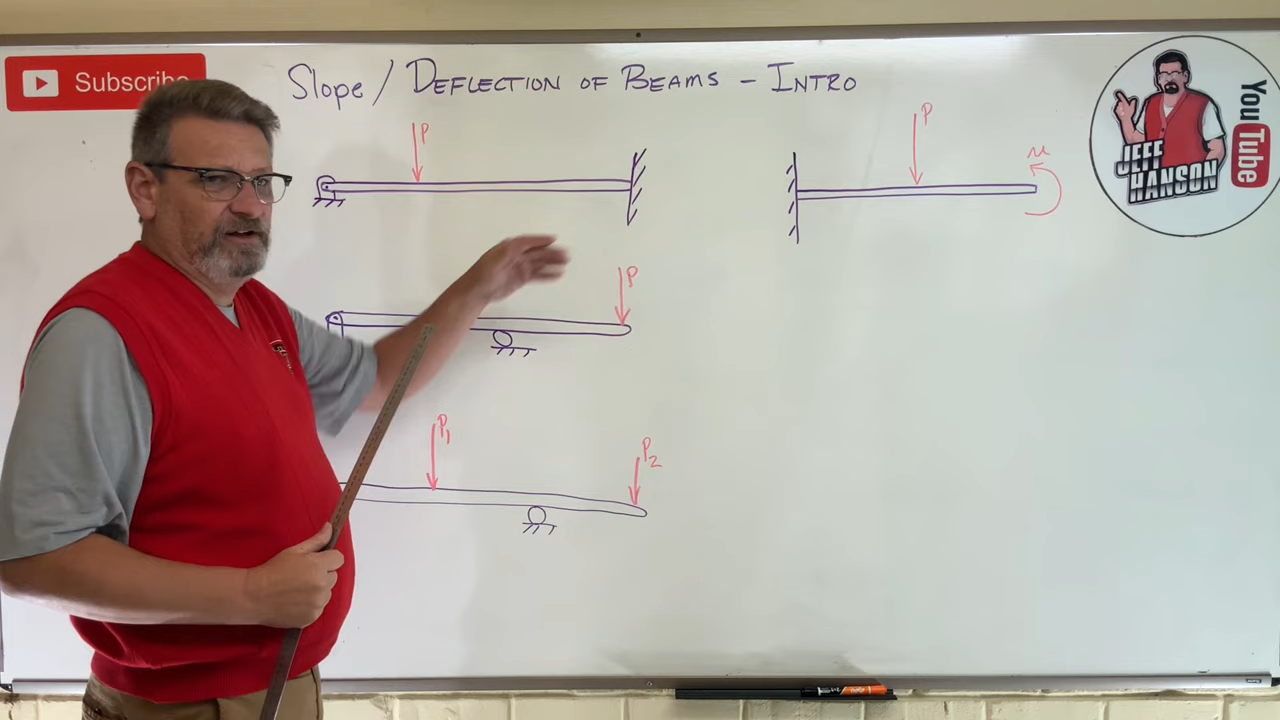 Subscribe
Slope / DEFLECTION OF BEAMS - INTRO
P
P
M
P
P1
P2
JEFF
HANSON
YouTube